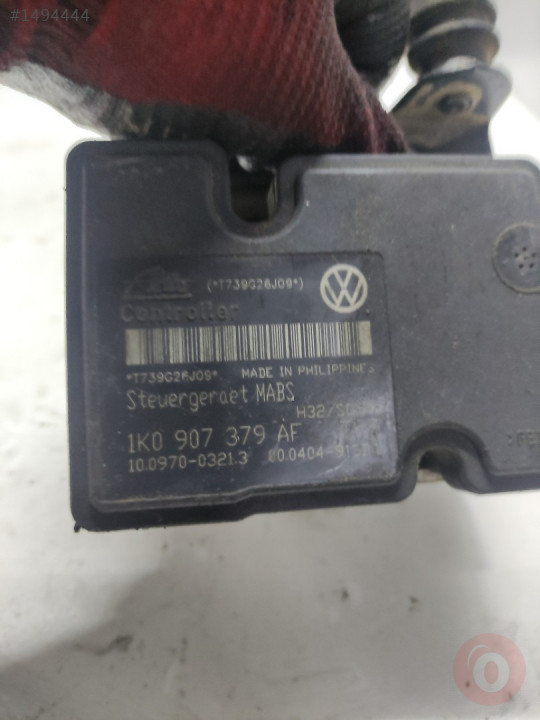 #1494444
(*T739G26J09*)
Controller
*T739G26J09* MADE IN PHILIPPINES
Steuergeraet MABS
1K0 907 379 AF
10.0970-0321.3